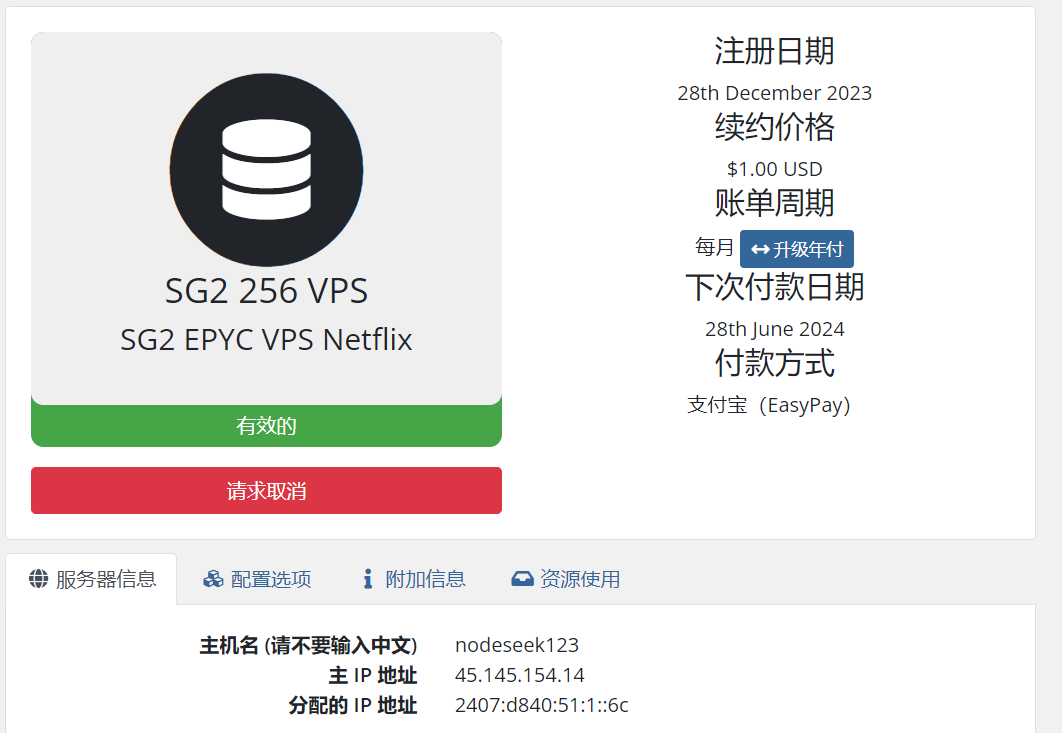 SG2 256 VPS
SG2 EPYC VPS Netflix
有效的
请求取消
注册日期
28th December 2023
续约价格
$1.00 USD
账单周期
每月 升级年付
下次付款日期
28th June 2024
付款方式
支付宝（EasyPay）
服务器信息 配置选项 附加信息 资源使用
主机名 (请不要输入中文) nodeseek123
主 IP 地址 45.145.154.14
分配的 IP 地址 2407:d840:51:1::6c